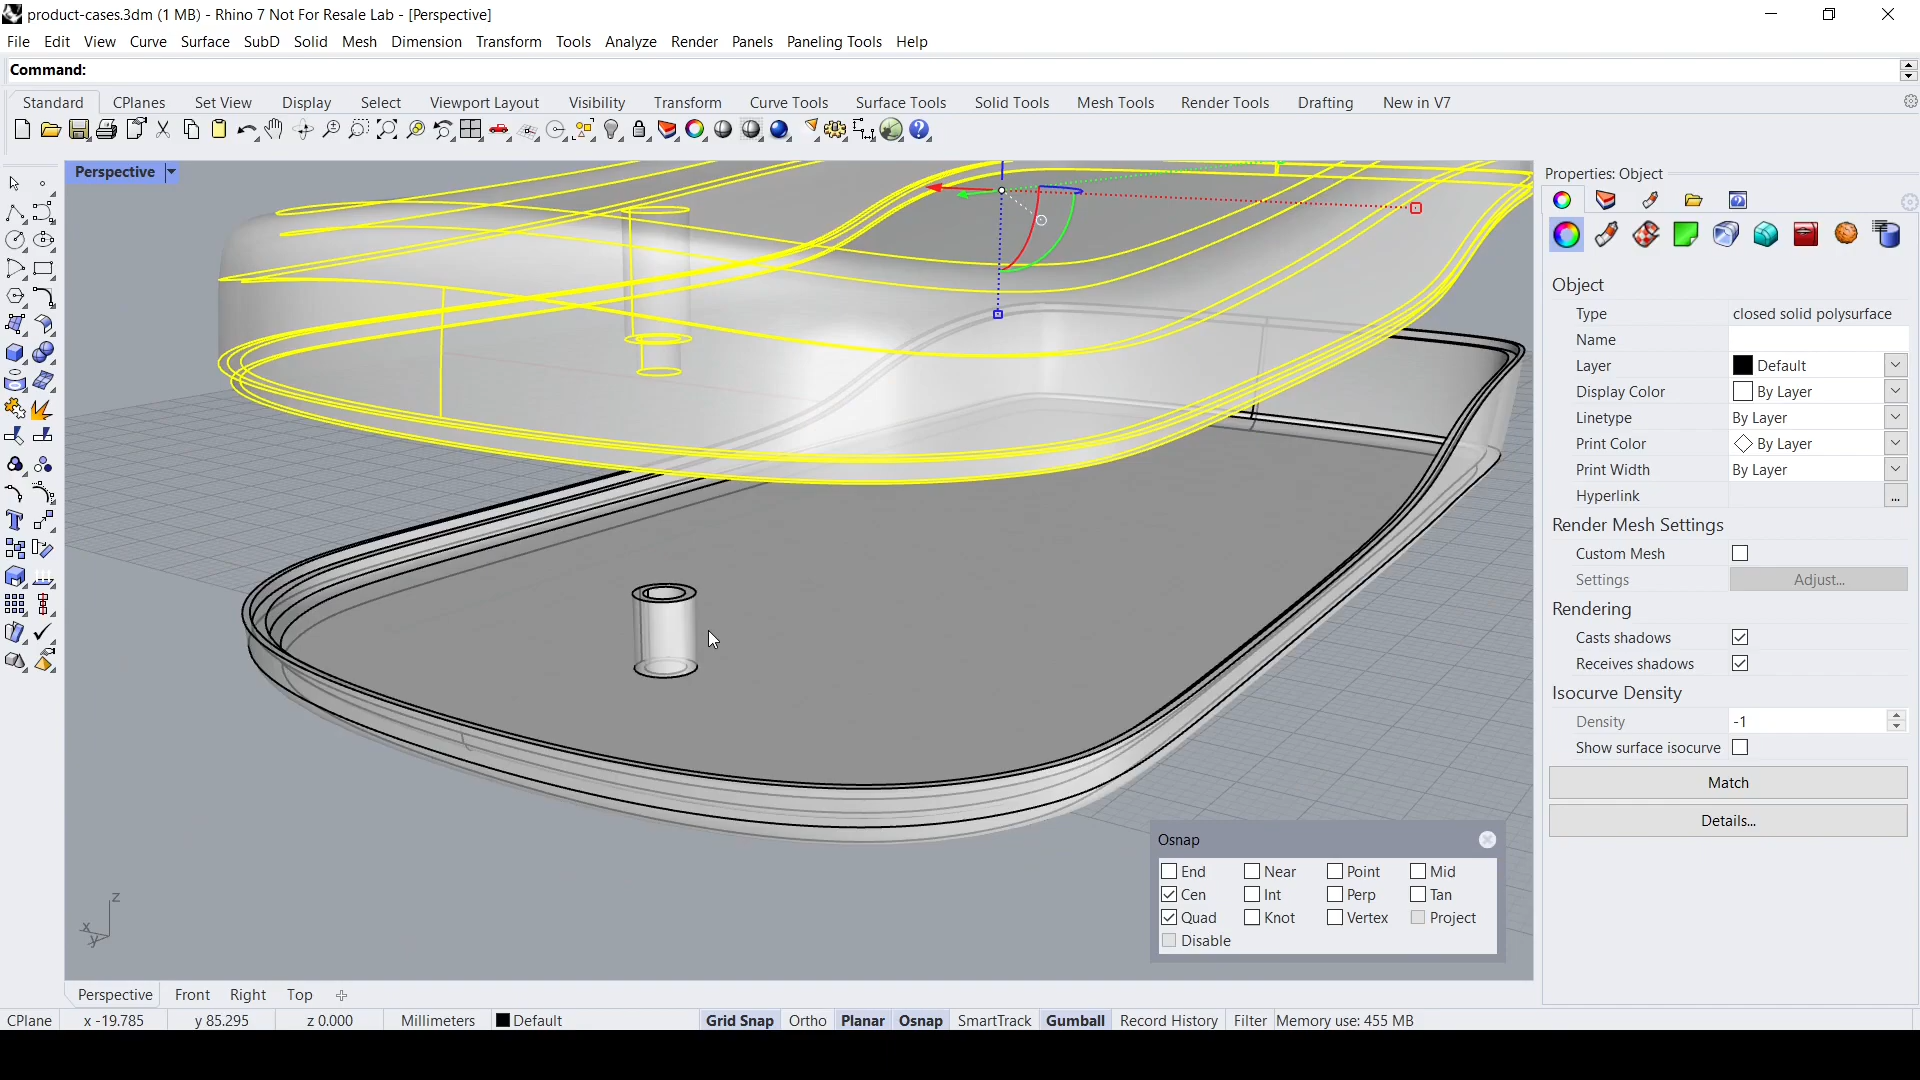 product-cases.3dm (1 MB) - Rhino 7 Not For Resale Lab - [Perspective]
File Edit View Curve Surface SubD Solid Mesh Dimension Transform Tools Analyze Render Panels Paneling Tools Help
Command:
Standard CPlanes Set View Display Select Viewport Layout Visibility Transform Curve Tools Surface Tools Solid Tools Mesh Tools Render Tools Drafting New in V7
Perspective
Properties: Object
Object
Type closed solid polysurface
Name
Layer Default
Display Color By Layer
Linetype By Layer
Print Color By Layer
Print Width By Layer
Hyperlink ...
Render Mesh Settings
Custom Mesh
Settings Adjust...
Rendering
Casts shadows
Receives shadows
Isocurve Density
Density -1
Show surface isocurve
Match
Details...
Osnap
End Near Point Mid
Cen Int Perp Tan
Quad Knot Vertex Project
Disable
z
x
y
Perspective Front Right Top
CPlane x -19.785 y 85.295 z 0.000 Millimeters Default Grid Snap Ortho Planar Osnap SmartTrack Gumball Record History Filter Memory use: 455 MB